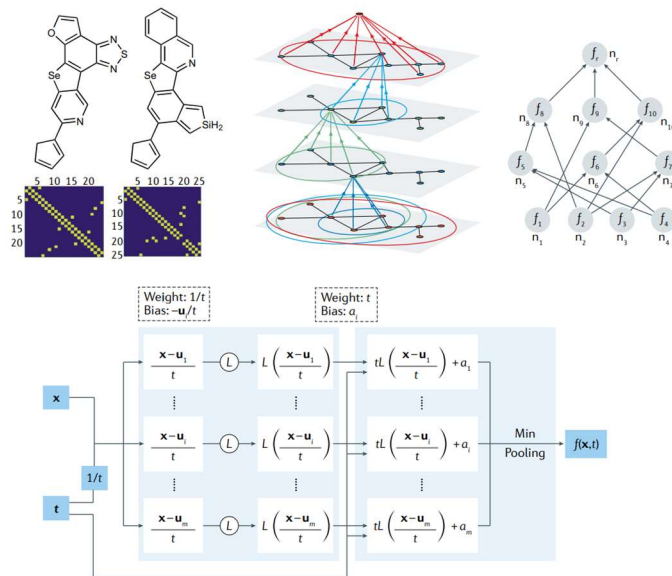 O
N
S
N
Se
N
N
Se
SiH₂
5 10 15 20
5
10
15
20
5 10 15 20 25
5
10
15
20
25
fᵣ nᵣ
f₈ f₉ f₁₀
n₈ n₉ n₁
f₅ f₆ f₇
n₅ n₆ n₇
f₁ f₂ f₃ f₄
n₁ n₂ n₃ n₄
Weight: 1/t
Bias: –uᵢ/t
Weight: t
Bias: aᵢ
x
1/t
t
x – u₁
t
L
L ( x – u₁ / t )
tL ( x – u₁ / t ) + a₁
x – uᵢ
t
L
L ( x – uᵢ / t )
tL ( x – uᵢ / t ) + aᵢ
Min
Pooling
f(x,t)
x – uₘ
t
L
L ( x – uₘ / t )
tL ( x – uₘ / t ) + aₘ